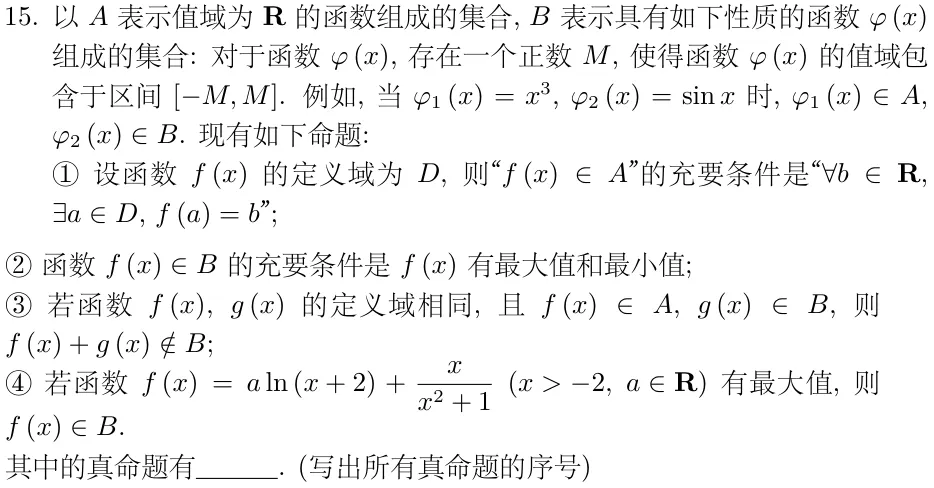 15. 以 A 表示值域为 R 的函数组成的集合, B 表示具有如下性质的函数 φ (x)
组成的集合: 对于函数 φ (x), 存在一个正数 M, 使得函数 φ (x) 的值域包
含于区间 [−M, M]. 例如, 当 φ₁ (x) = x³, φ₂ (x) = sin x 时, φ₁ (x) ∈ A,
φ₂ (x) ∈ B. 现有如下命题:
① 设函数 f (x) 的定义域为 D, 则“f (x) ∈ A”的充要条件是“∀b ∈ R,
∃a ∈ D, f (a) = b”;
② 函数 f (x) ∈ B 的充要条件是 f (x) 有最大值和最小值;
③ 若函数 f (x), g (x) 的定义域相同, 且 f (x) ∈ A, g (x) ∈ B, 则
f (x) + g (x) ∉ B;
④ 若函数 f (x) = a ln (x + 2) + x/(x² + 1) (x > −2, a ∈ R) 有最大值, 则
f (x) ∈ B.
其中的真命题有______. (写出所有真命题的序号)